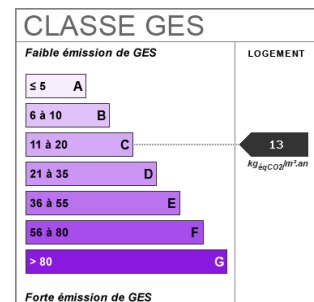 CLASSE GES
Faible émission de GES
LOGEMENT
≤ 5 A
6 à 10 B
11 à 20 C
13
kgéqCO2/m².an
21 à 35 D
36 à 55 E
56 à 80 F
> 80 G
Forte émission de GES